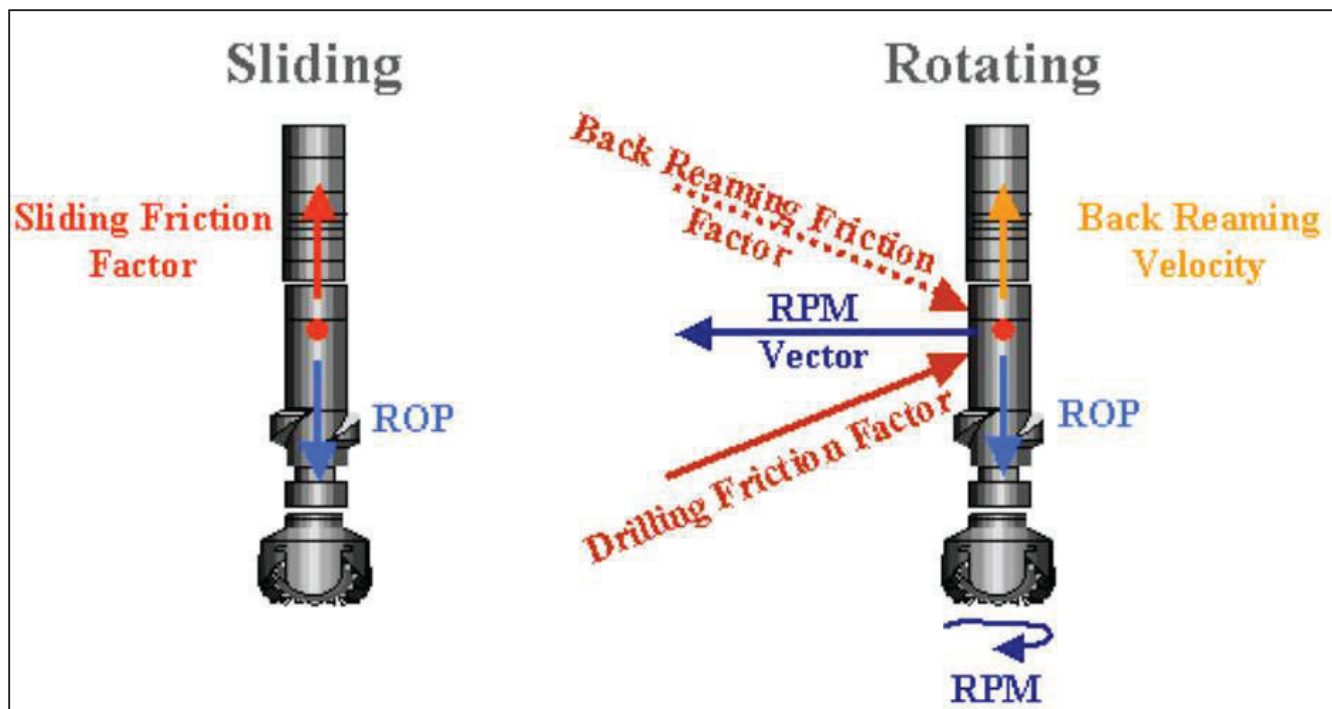 Sliding
Rotating
Sliding Friction
Factor
ROP
Back Reaming Friction
Factor
RPM
Vector
Drilling Friction Factor
Back Reaming
Velocity
ROP
RPM